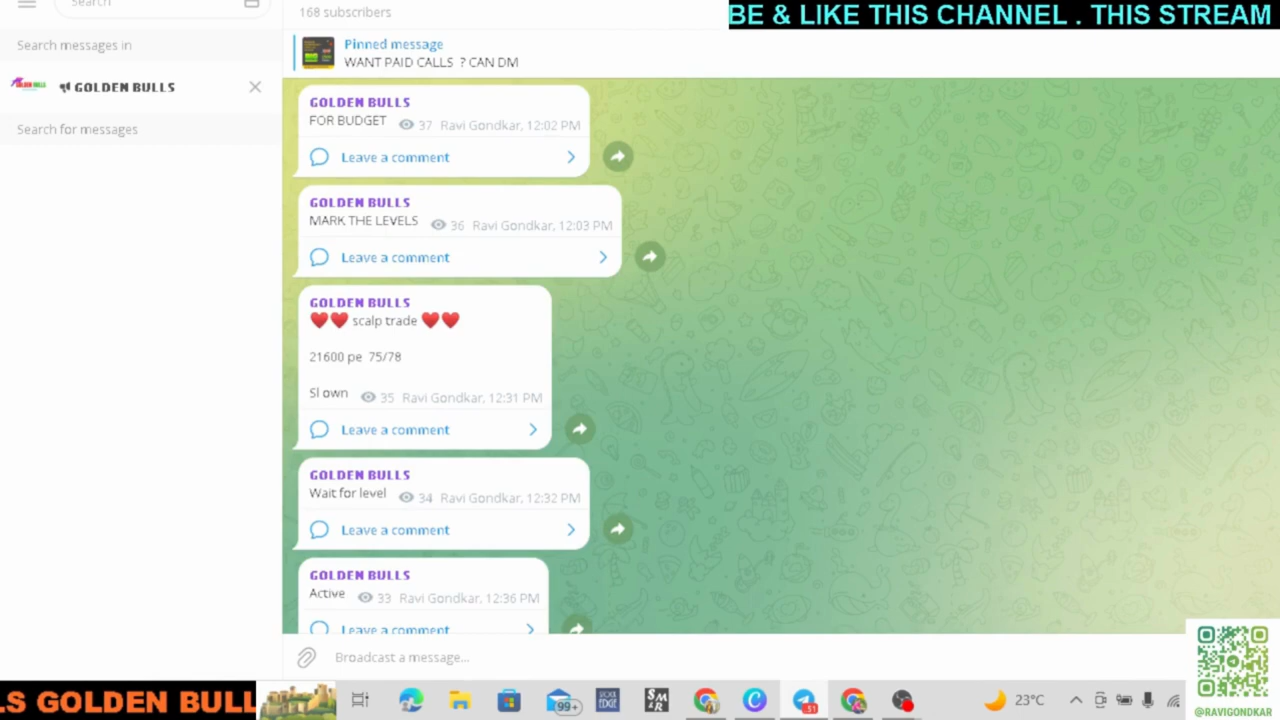 BE & LIKE THIS CHANNEL . THIS STREAM
Search
168 subscribers
Search messages in
Pinned message
WANT PAID CALLS ? CAN DM
GOLDEN BULLS
Search for messages
GOLDEN BULLS
FOR BUDGET 37 Ravi Gondkar, 12:02 PM
Leave a comment
GOLDEN BULLS
MARK THE LEVELS 36 Ravi Gondkar, 12:03 PM
Leave a comment
GOLDEN BULLS
❤️❤️ scalp trade ❤️❤️
21600 pe 75/78
Sl own 35 Ravi Gondkar, 12:31 PM
Leave a comment
GOLDEN BULLS
Wait for level 34 Ravi Gondkar, 12:32 PM
Leave a comment
GOLDEN BULLS
Active 33 Ravi Gondkar, 12:36 PM
Leave a comment
Broadcast a message...
LS GOLDEN BULL
99+
23°C
@RAVIGONDKAR